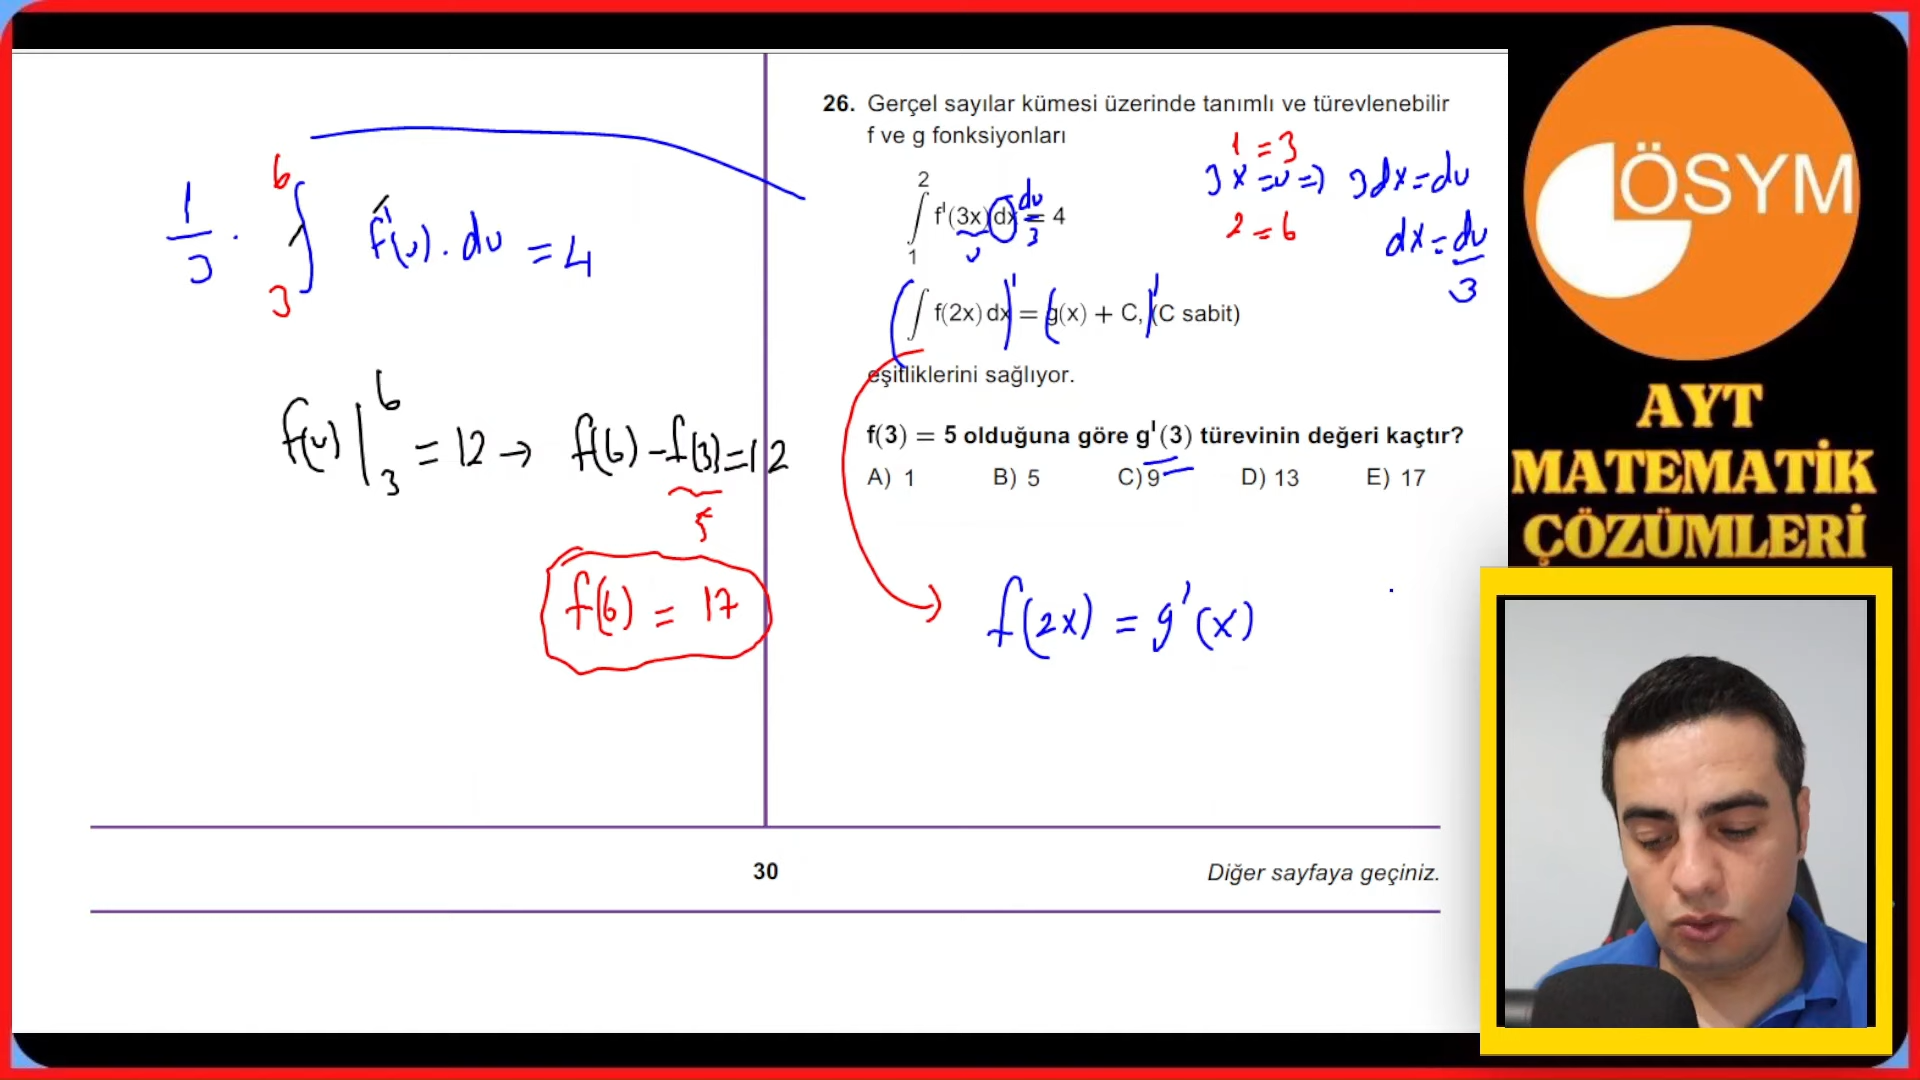 26. Gerçel sayılar kümesi üzerinde tanımlı ve türevlenebilir
f ve g fonksiyonları
∫₁² f'(3x) dx = 4
∫ f(2x) dx = g(x) + C, (C sabit)
eşitliklerini sağlıyor.
f(3) = 5 olduğuna göre g'(3) türevinin değeri kaçtır?
A) 1 B) 5 C) 9 D) 13 E) 17
u
du/3
1 = 3
3x = u ⇒ 3dx = du
2 = 6
dx = du/3
1/3 · ∫₃⁶ f'(u) · du = 4
f(u) |₃⁶ = 12 → f(6) - f(3) = 12
5
f(6) = 17
f(2x) = g'(x)
30
Diğer sayfaya geçiniz.
ÖSYM
AYT
MATEMATİK
ÇÖZÜMLERİ